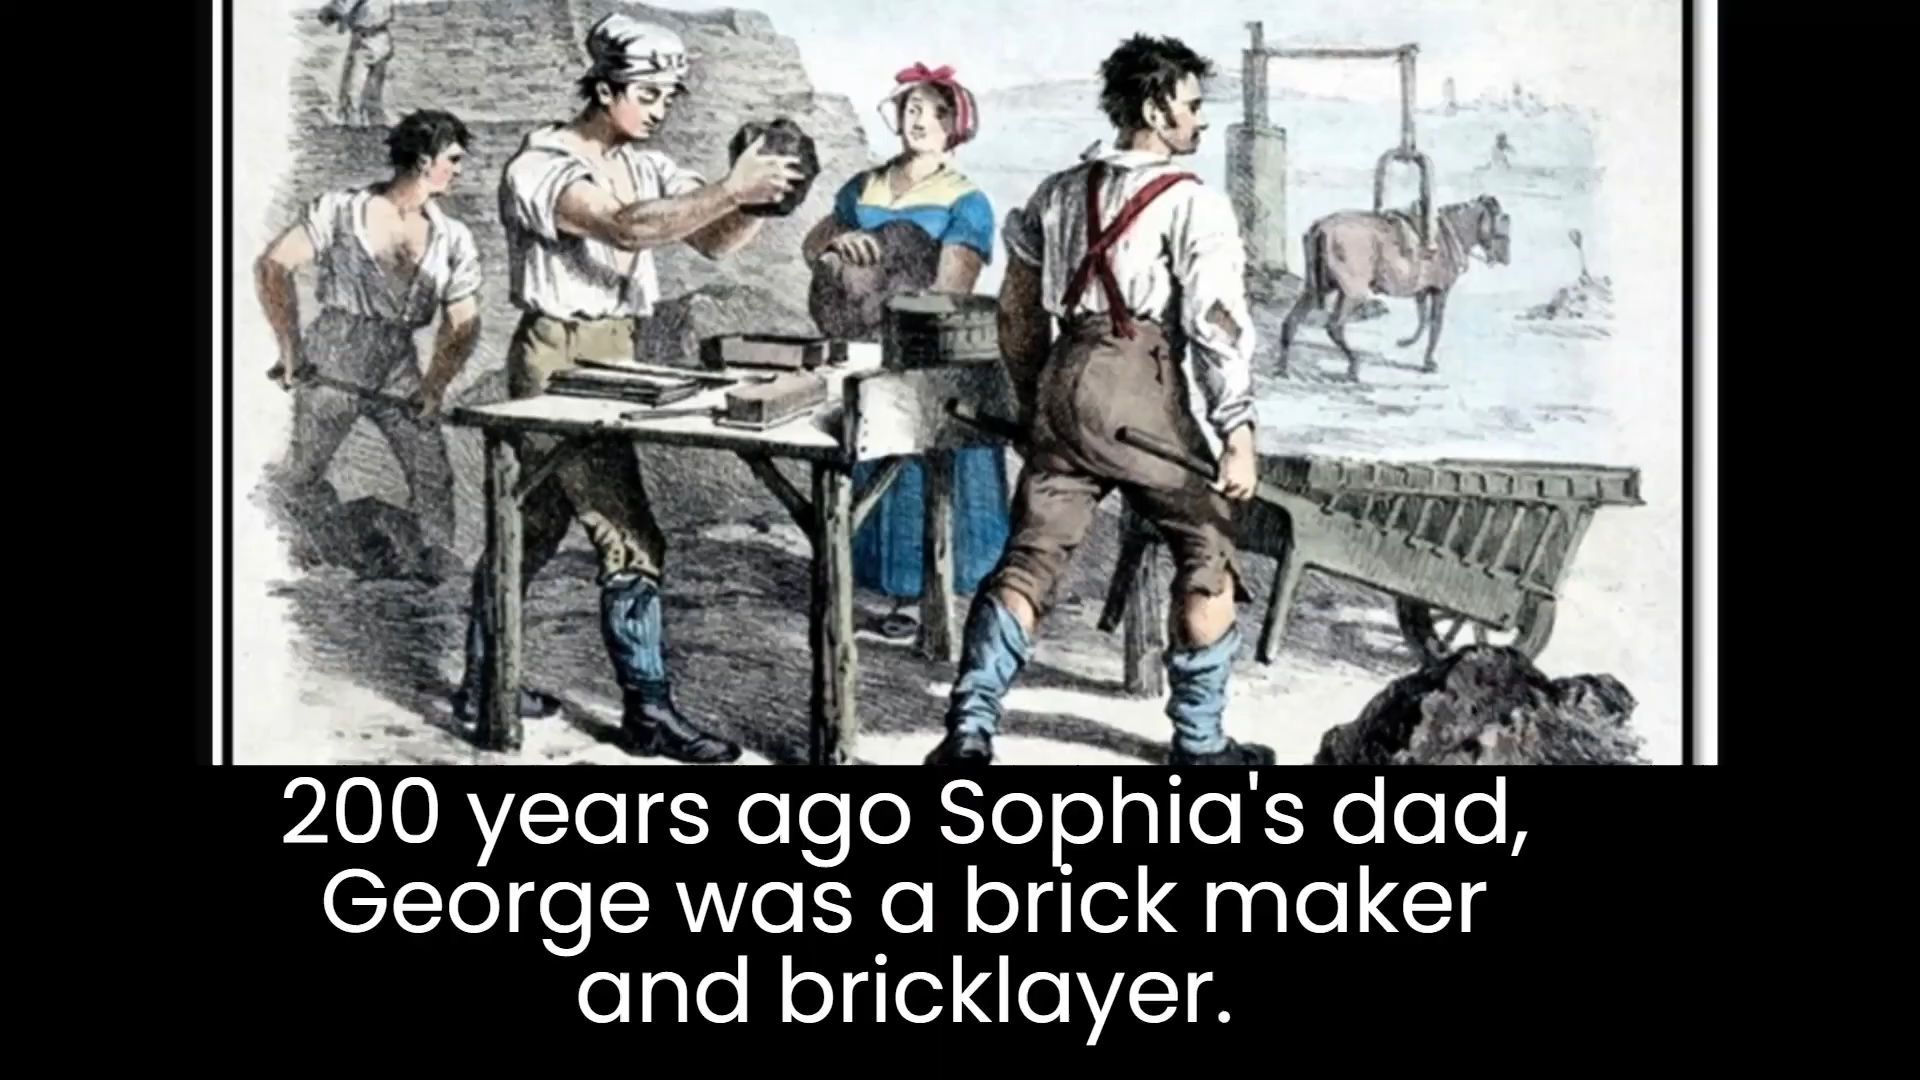 200 years ago Sophia's dad,
George was a brick maker
and bricklayer.